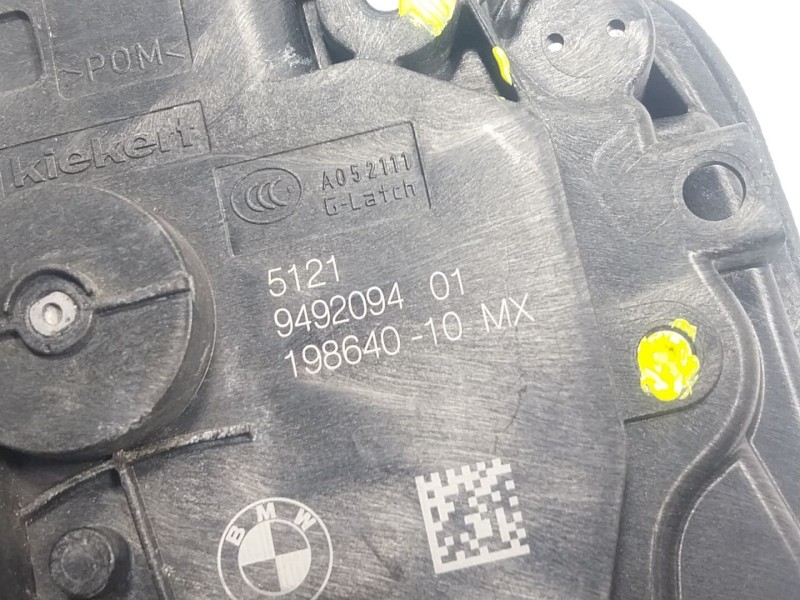 >POM<
kiekert
A052111
G-Latch
5121
9492094 01
198640-10 MX
BMW